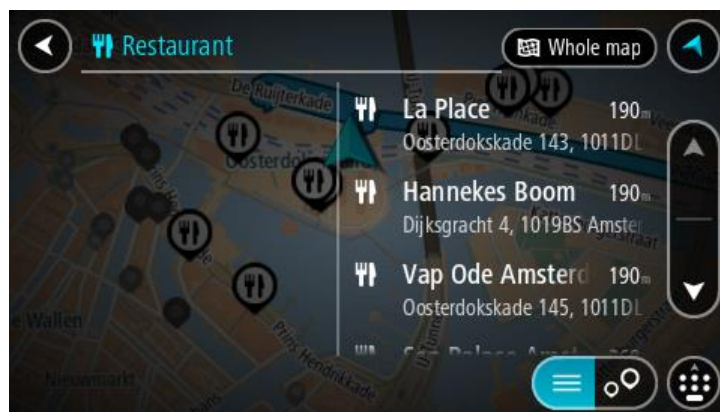 Restaurant
Whole map
De Ruijterkade
La Place 190m
Oosterdokskade 143, 1011DL
Hannekes Boom 190m
Dijksgracht 4, 1019BS Amste
Vap Ode Amsterd 190m
Oosterdokskade 145, 1011DL
e Wallen
Prins Hendrikkade
Nieuwmarkt